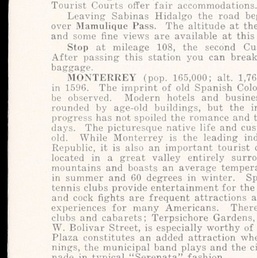 Tourist Courts offer fair accommodations.
Leaving Sabinas Hidalgo the road be
over Mamulique Pass. The altitude at the
and some fine views are available at this
Stop at mileage 108, the second Cu
After passing this station you can break
baggage.
MONTERREY (pop. 165,000; alt. 1,76
in 1596. The imprint of old Spanish Colo
be observed. Modern hotels and busine
rounded by age-old buildings, but the in
progress has not spoiled the romance and t
days. The picturesque native life and cus
old. While Monterrey is the leading ind
Republic, it is also an important tourist c
located in a great valley entirely surro
mountains and boasts an average tempera
in summer and 60 degrees in winter. Sp
tennis clubs provide entertainment for the
and cock fights are frequent attractions a
experiences for many Americans. There
clubs and cabarets; Terpsichore Gardens,
W. Bolivar Street, is especially worthy of
Plaza constitutes an added attraction whe
nings, the municipal band plays and the ci
nade in typical "Serenata" fashion.